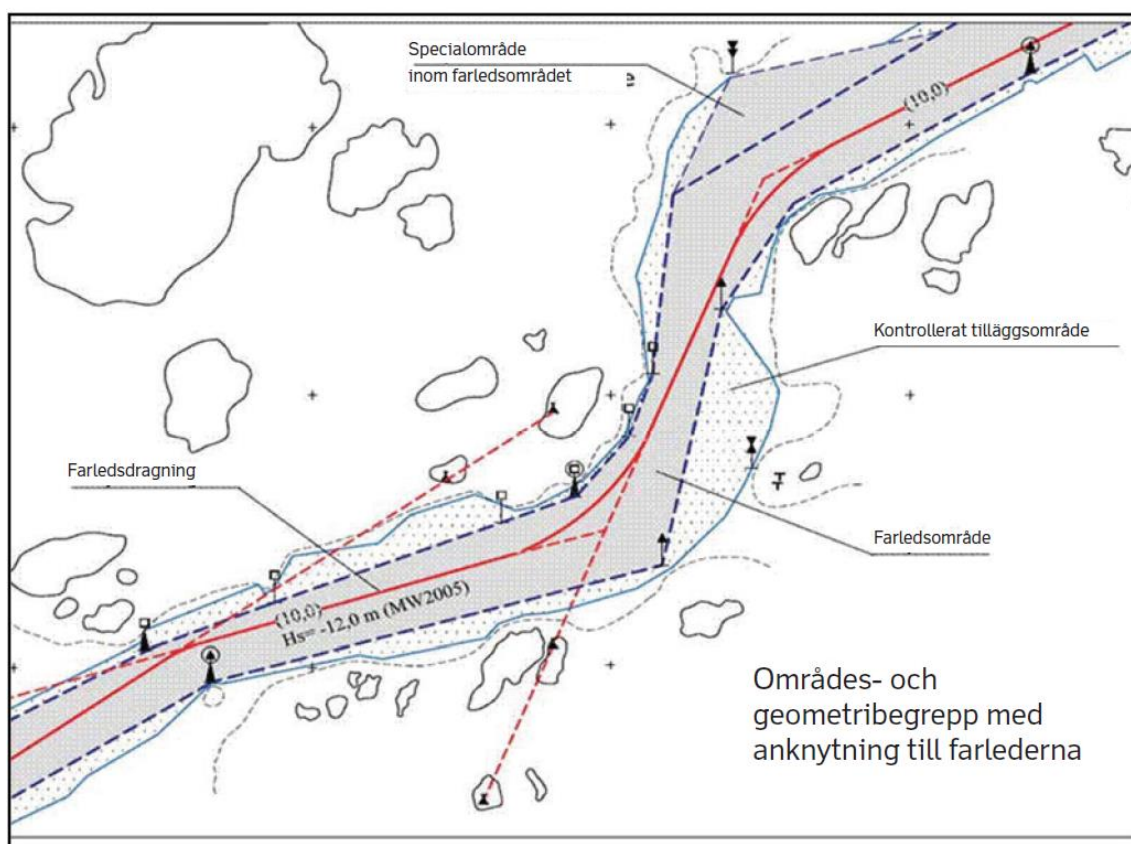 Specialområde
inom farledsområdet
(10,0)
Kontrollerat tilläggsområde
Farledsdragning
Farledsområde
(10,0)
Hs= -12,0 m (MW2005)
Områdes- och
geometribegrepp med
anknytning till farlederna